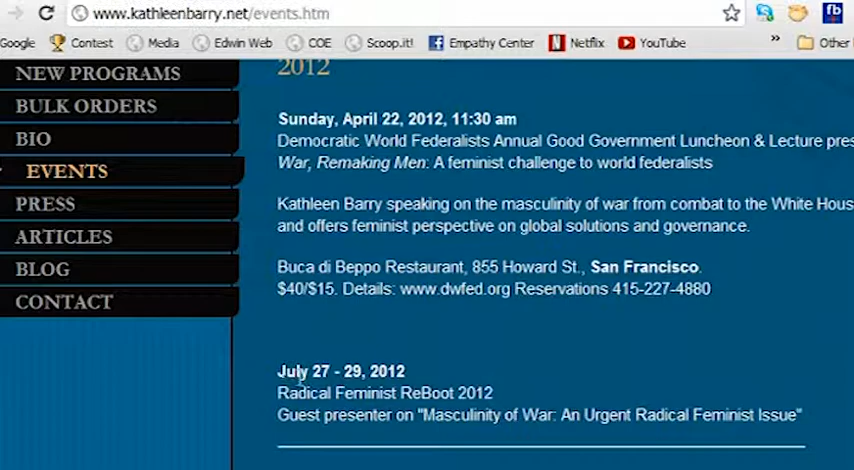 www.kathleenbarry.net/events.htm
Google Contest Media Edwin Web COE Scoop.it! Empathy Center Netflix YouTube » Other
NEW PROGRAMS
BULK ORDERS
BIO
EVENTS
PRESS
ARTICLES
BLOG
CONTACT
2012
Sunday, April 22, 2012, 11:30 am
Democratic World Federalists Annual Good Government Luncheon & Lecture pres
War, Remaking Men: A feminist challenge to world federalists
Kathleen Barry speaking on the masculinity of war from combat to the White Hous
and offers feminist perspective on global solutions and governance.
Buca di Beppo Restaurant, 855 Howard St., San Francisco.
$40/$15. Details: www.dwfed.org Reservations 415-227-4880
July 27 - 29, 2012
Radical Feminist ReBoot 2012
Guest presenter on "Masculinity of War: An Urgent Radical Feminist Issue"